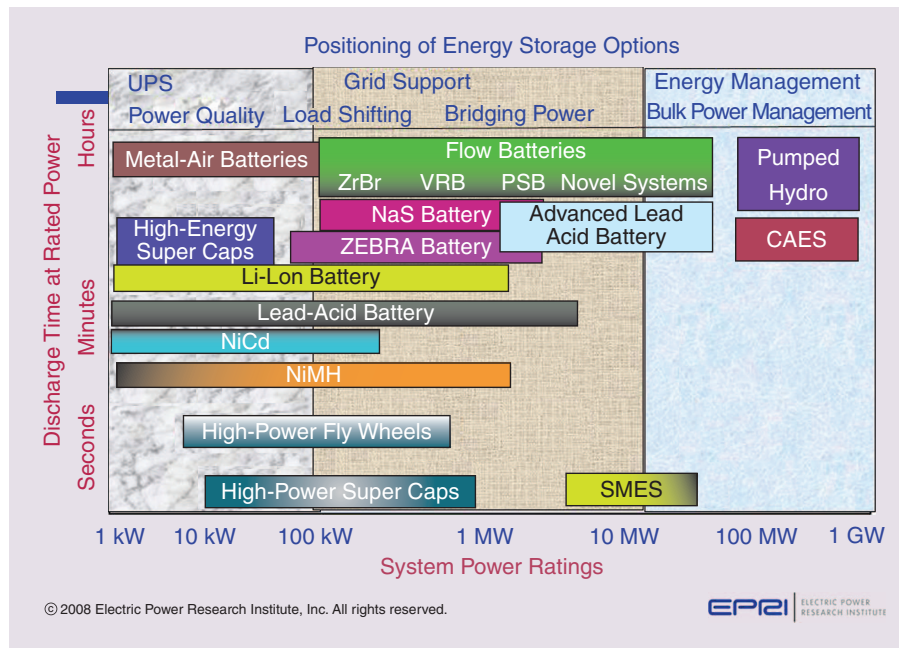 Positioning of Energy Storage Options
UPS
Power Quality
Grid Support
Load Shifting
Bridging Power
Energy Management
Bulk Power Management
Discharge Time at Rated Power
Hours
Minutes
Seconds
Metal-Air Batteries
Flow Batteries
ZrBr VRB PSB Novel Systems
Pumped
Hydro
High-Energy
Super Caps
NaS Battery
Advanced Lead
Acid Battery
ZEBRA Battery
CAES
Li-Lon Battery
Lead-Acid Battery
NiCd
NiMH
High-Power Fly Wheels
High-Power Super Caps
SMES
1 kW 10 kW 100 kW 1 MW 10 MW 100 MW 1 GW
System Power Ratings
© 2008 Electric Power Research Institute, Inc. All rights reserved.
EPRI
ELECTRIC POWER
RESEARCH INSTITUTE